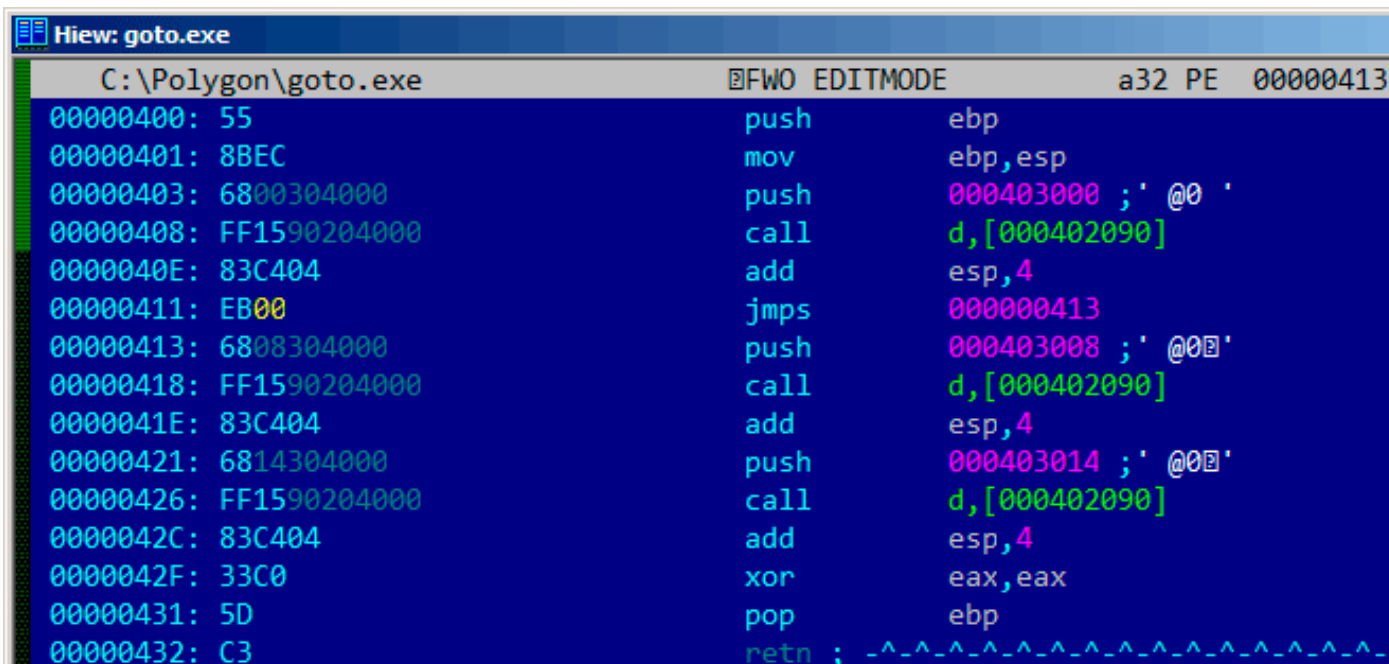 Hiew: goto.exe
C:\Polygon\goto.exe FWO EDITMODE a32 PE 00000413
00000400: 55 push ebp
00000401: 8BEC mov ebp,esp
00000403: 6800304000 push 000403000 ;' @0 '
00000408: FF1590204000 call d,[000402090]
0000040E: 83C404 add esp,4
00000411: EB00 jmps 000000413
00000413: 6808304000 push 000403008 ;' @0⍰'
00000418: FF1590204000 call d,[000402090]
0000041E: 83C404 add esp,4
00000421: 6814304000 push 000403014 ;' @0⍰'
00000426: FF1590204000 call d,[000402090]
0000042C: 83C404 add esp,4
0000042F: 33C0 xor eax,eax
00000431: 5D pop ebp
00000432: C3 retn ; -^-^-^-^-^-^-^-^-^-^-^-^-^-^-^-